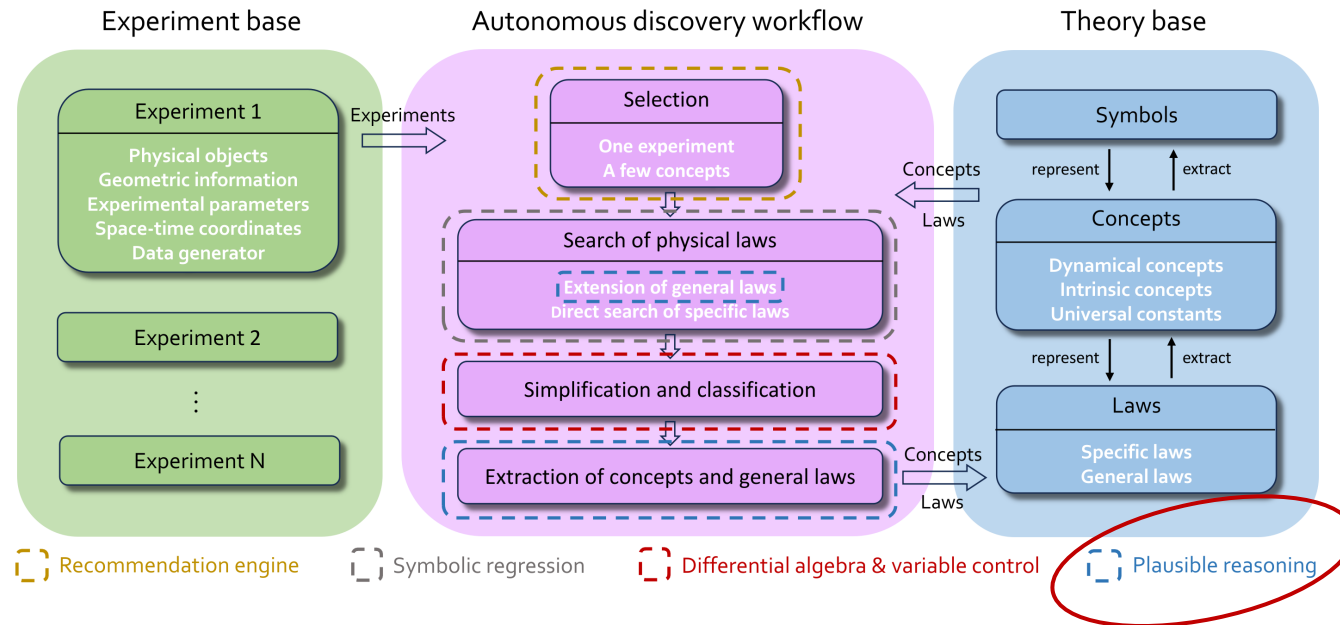 Experiment base
Autonomous discovery workflow
Theory base
Experiment 1
Physical objects
Geometric information
Experimental parameters
Space-time coordinates
Data generator
Experiment 2
⋮
Experiment N
Experiments
Selection
One experiment
A few concepts
Search of physical laws
Extension of general laws
Direct search of specific laws
Simplification and classification
Extraction of concepts and general laws
Concepts
Laws
Concepts
Laws
Symbols
represent
extract
Concepts
Dynamical concepts
Intrinsic concepts
Universal constants
represent
extract
Laws
Specific laws
General laws
Recommendation engine
Symbolic regression
Differential algebra & variable control
Plausible reasoning